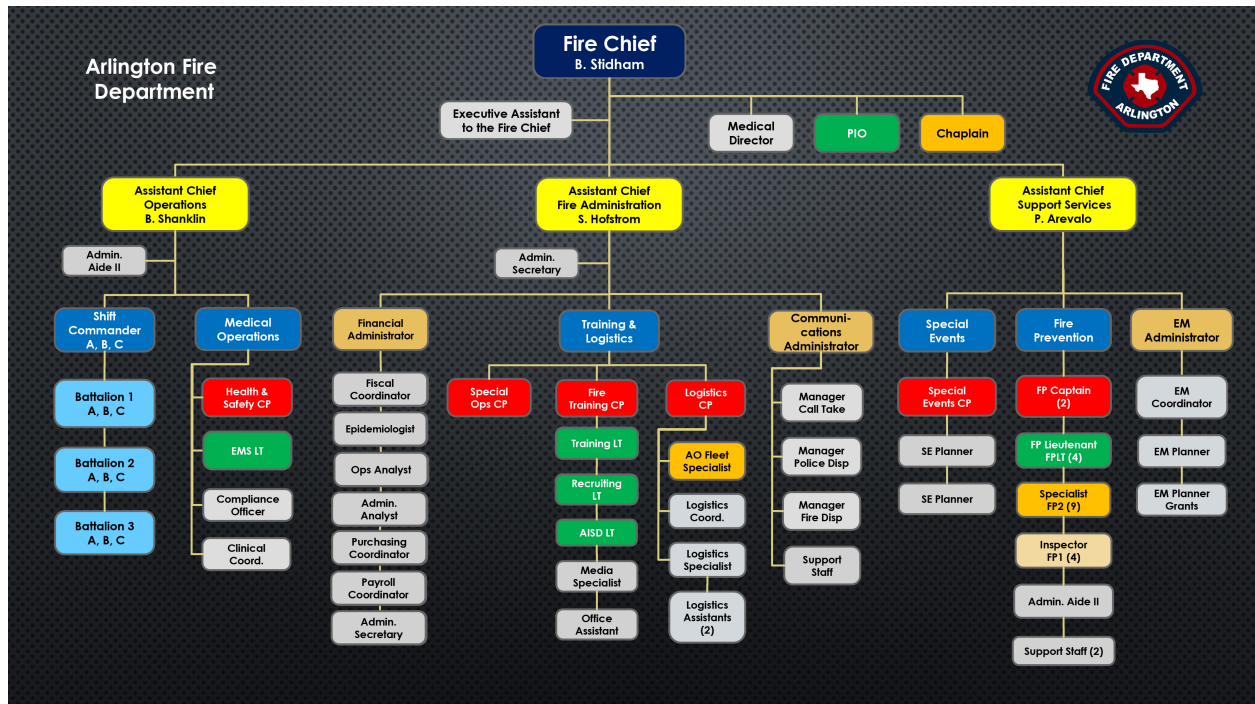 Arlington Fire
Department
Fire Chief
B. Stidham
FIRE DEPARTMENT
ARLINGTON
Executive Assistant
to the Fire Chief
Medical
Director
PIO
Chaplain
Assistant Chief
Operations
B. Shanklin
Assistant Chief
Fire Administration
S. Hofstrom
Assistant Chief
Support Services
P. Arevalo
Admin.
Aide II
Admin.
Secretary
Shift
Commander
A, B, C
Medical
Operations
Financial
Administrator
Training &
Logistics
Communi-
cations
Administrator
Special
Events
Fire
Prevention
EM
Administrator
Battalion 1
A, B, C
Battalion 2
A, B, C
Battalion 3
A, B, C
Health &
Safety CP
EMS LT
Compliance
Officer
Clinical
Coord.
Fiscal
Coordinator
Epidemiologist
Ops Analyst
Admin.
Analyst
Purchasing
Coordinator
Payroll
Coordinator
Admin.
Secretary
Special
Ops CP
Fire
Training CP
Training LT
Recruiting
LT
AISD LT
Media
Specialist
Office
Assistant
Logistics
CP
AO Fleet
Specialist
Logistics
Coord.
Logistics
Specialist
Logistics
Assistants
(2)
Manager
Call Take
Manager
Police Disp
Manager
Fire Disp
Support
Staff
Special
Events CP
SE Planner
SE Planner
FP Captain
(2)
FP Lieutenant
FPLT (4)
Specialist
FP2 (9)
Inspector
FP1 (4)
Admin. Aide II
Support Staff (2)
EM
Coordinator
EM Planner
EM Planner
Grants